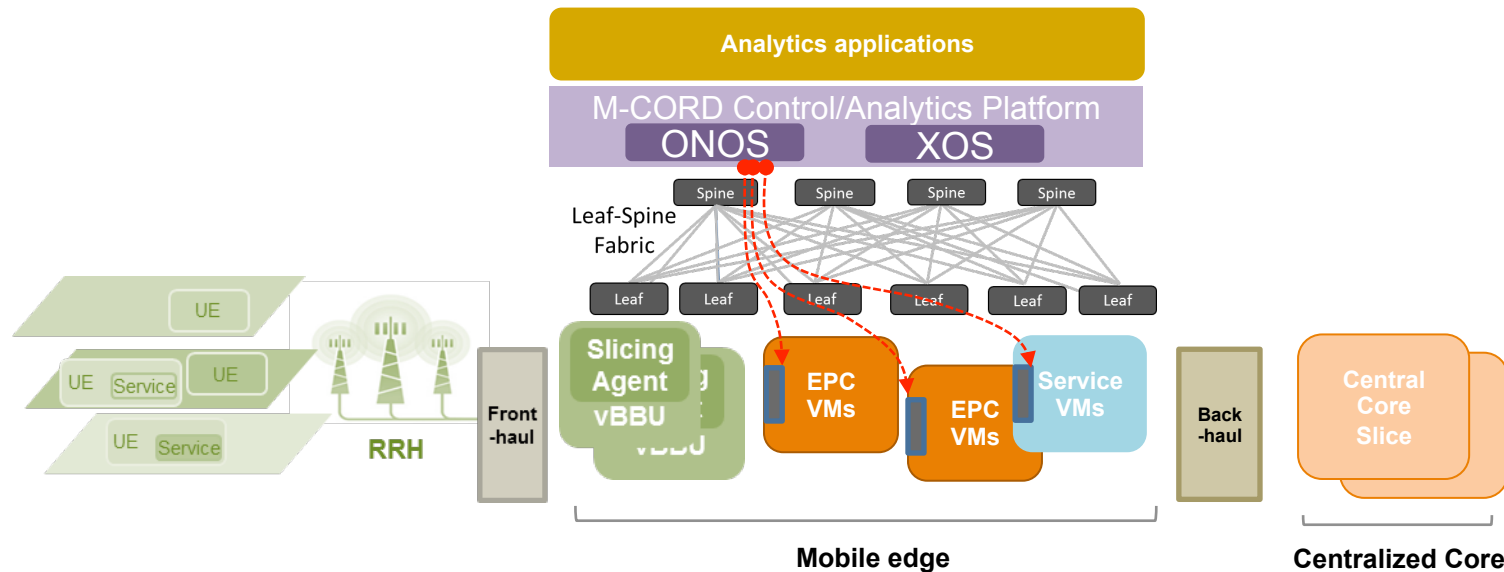 Analytics applications
M-CORD Control/Analytics Platform
ONOS
XOS
Spine
Spine
Spine
Spine
Leaf-Spine
Fabric
Leaf
Leaf
Leaf
Leaf
Leaf
Leaf
UE
UE
Service
UE
UE
Service
RRH
Front
-haul
Slicing
Agent
vBBU
vBBU
EPC
VMs
EPC
VMs
Service
VMs
Back
-haul
Central
Core
Slice
Mobile edge
Centralized Core